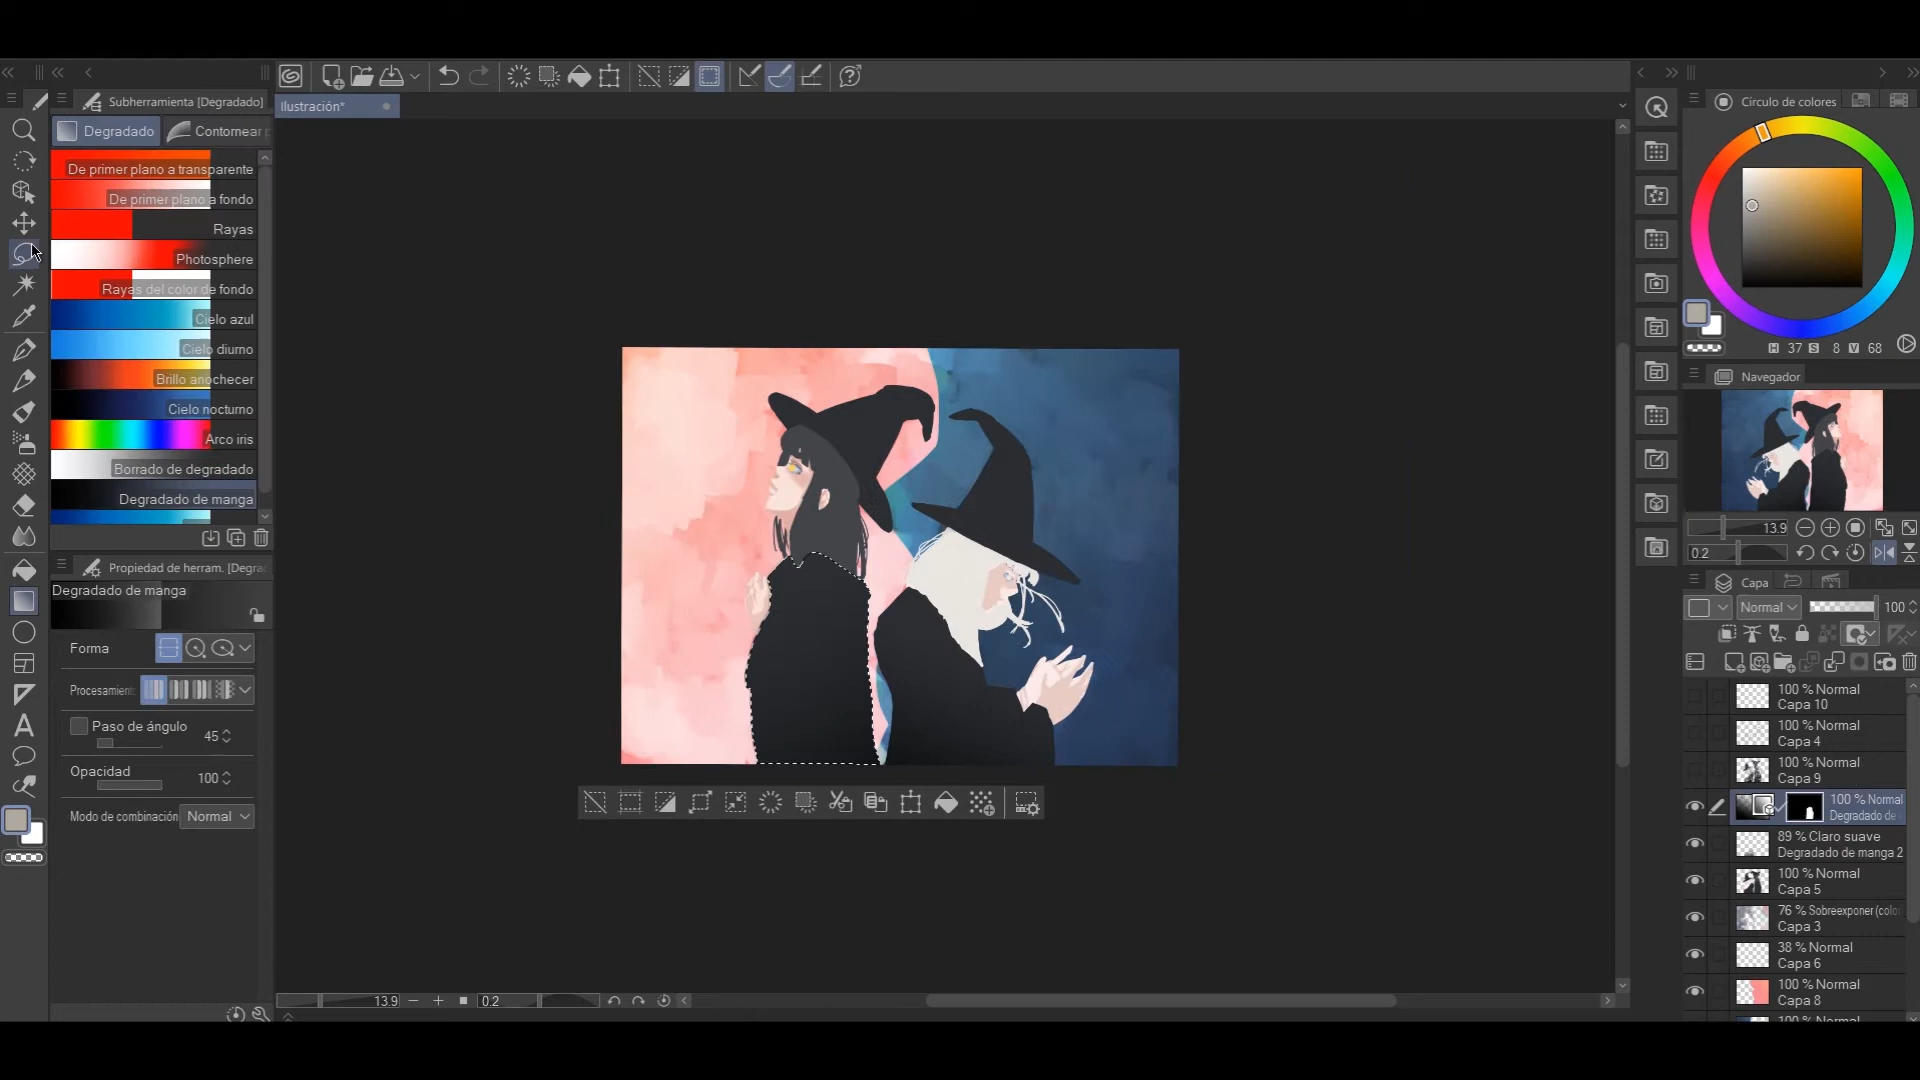 Subherramienta [Degradado]
Degradado
Contornear
De primer plano a transparente
De primer plano a fondo
Rayas
Photosphere
Rayas del color de fondo
Cielo azul
Cielo diurno
Brillo anochecer
Cielo nocturno
Arco iris
Borrado de degradado
Degradado de manga
Propiedad de herram. [Degra
Degradado de manga
Forma
Procesamient
Paso de ángulo 45
Opacidad 100
Modo de combinación Normal
Ilustración*
13.9
0.2
Círculo de colores
H 37 S 8 V 68
Navegador
13.9
0.2
Capa
Normal 100
100 % Normal
Capa 10
100 % Normal
Capa 4
100 % Normal
Capa 9
100 % Normal
Degradado de
89 % Claro suave
Degradado de manga 2
100 % Normal
Capa 5
76 % Sobreexponer (colo
Capa 3
38 % Normal
Capa 6
100 % Normal
Capa 8
100 % Normal